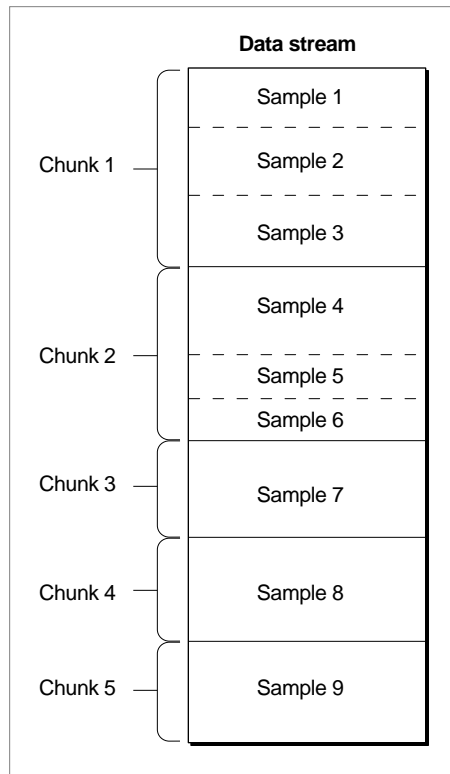 Data stream
Chunk 1
Sample 1
Sample 2
Sample 3
Chunk 2
Sample 4
Sample 5
Sample 6
Chunk 3
Sample 7
Chunk 4
Sample 8
Chunk 5
Sample 9